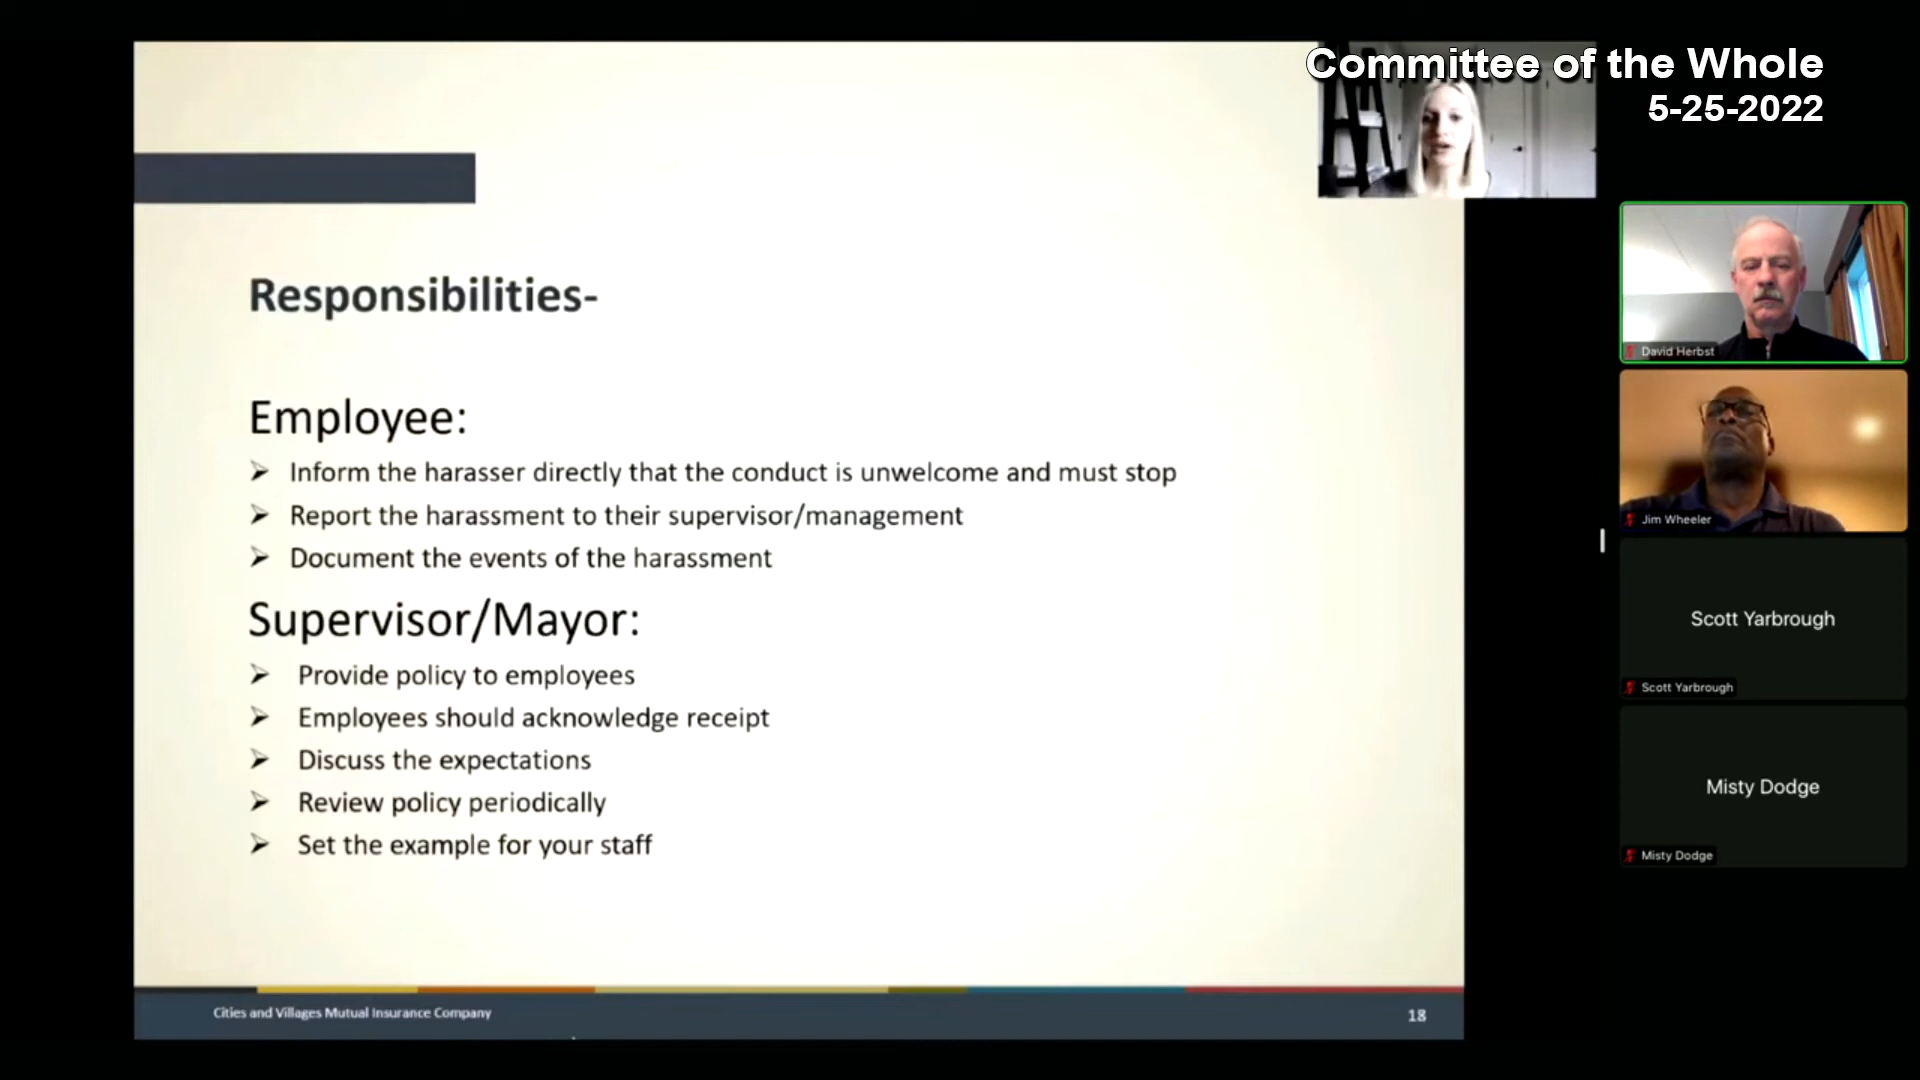 Committee of the Whole
5-25-2022
Responsibilities-
Employee:
Inform the harasser directly that the conduct is unwelcome and must stop
Report the harassment to their supervisor/management
Document the events of the harassment
Supervisor/Mayor:
Provide policy to employees
Employees should acknowledge receipt
Discuss the expectations
Review policy periodically
Set the example for your staff
Cities and Villages Mutual Insurance Company
18
David Herbst
Jim Wheeler
Scott Yarbrough
Scott Yarbrough
Misty Dodge
Misty Dodge